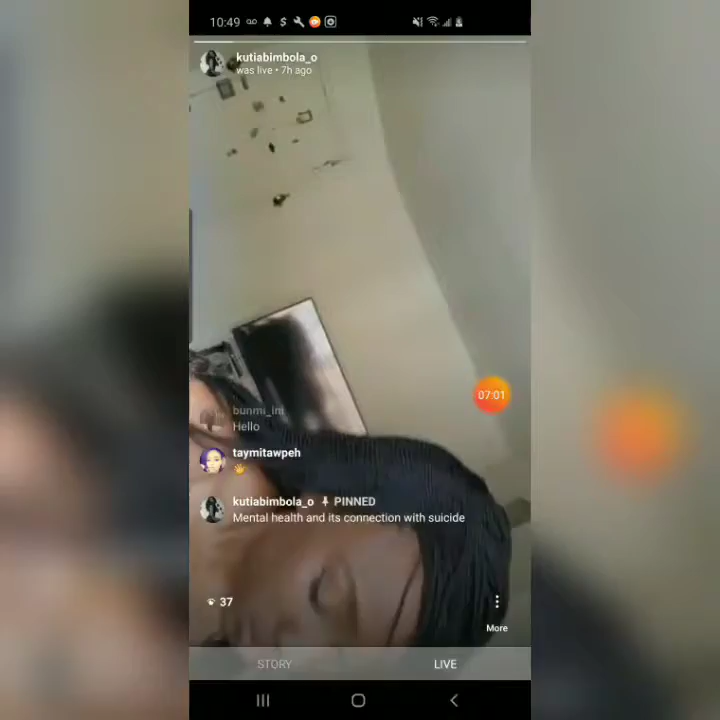 10:49
kutiabimbola_o
was live • 7h ago
07:01
bunmi_ini
Hello
taymitawpeh
kutiabimbola_o PINNED
Mental health and its connection with suicide
37
More
STORY LIVE